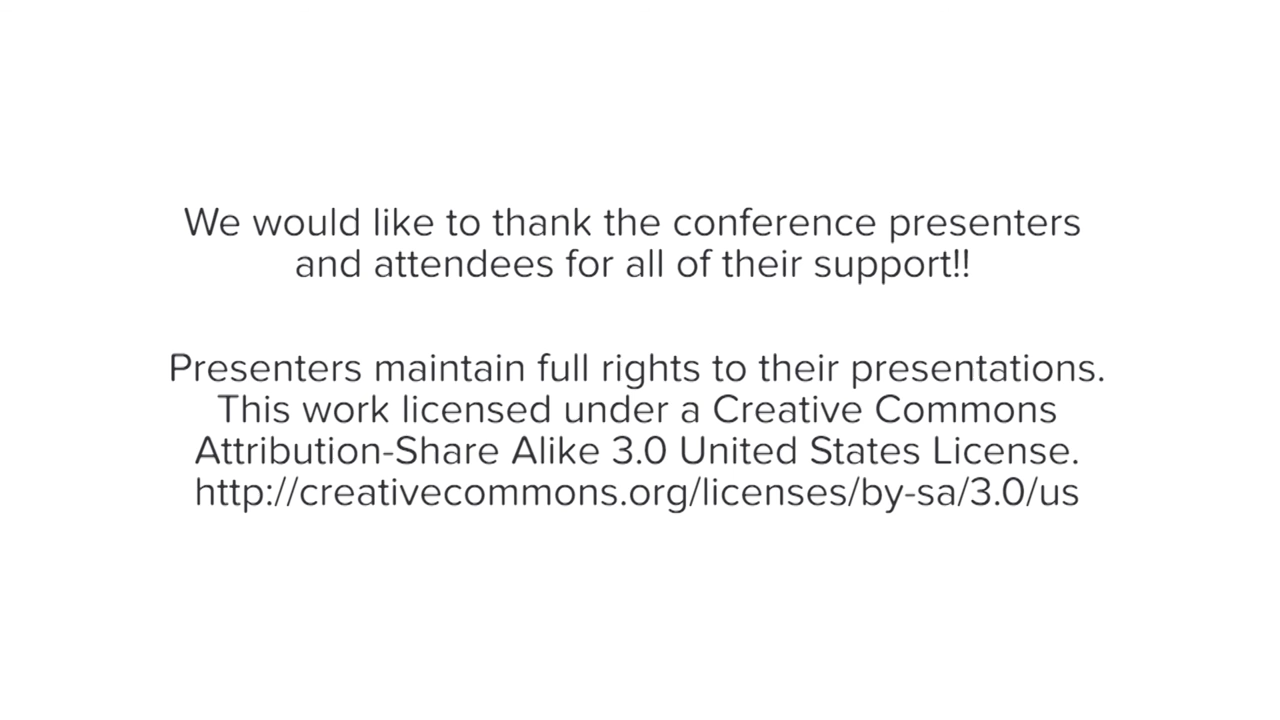 We would like to thank the conference presenters
and attendees for all of their support!!
Presenters maintain full rights to their presentations.
This work licensed under a Creative Commons
Attribution-Share Alike 3.0 United States License.
http://creativecommons.org/licenses/by-sa/3.0/us